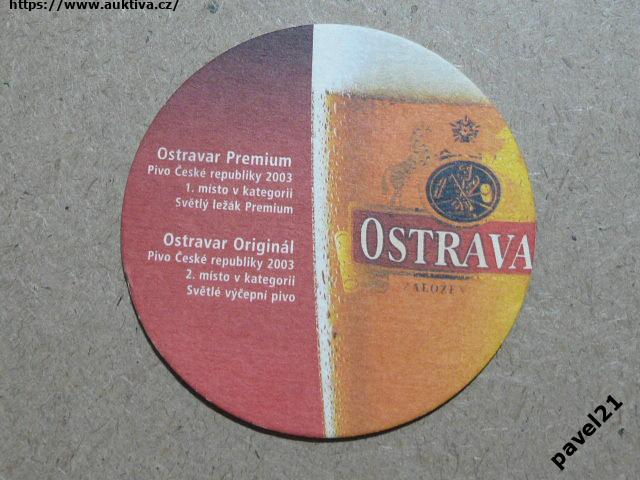 https://www.auktiva.cz/
Ostravar Premium
Pivo České republiky 2003
1. místo v kategorii
Světlý ležák Premium
Ostravar Originál
Pivo České republiky 2003
2. místo v kategorii
Světlé výčepní pivo
OSTRAVA
ZALOŽEN
pavel21